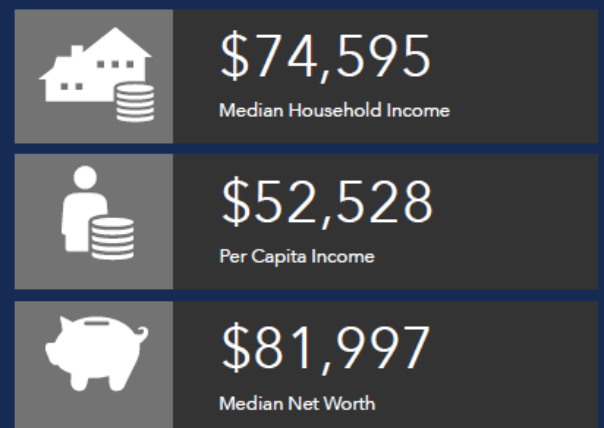 $74,595
Median Household Income
$52,528
Per Capita Income
$81,997
Median Net Worth